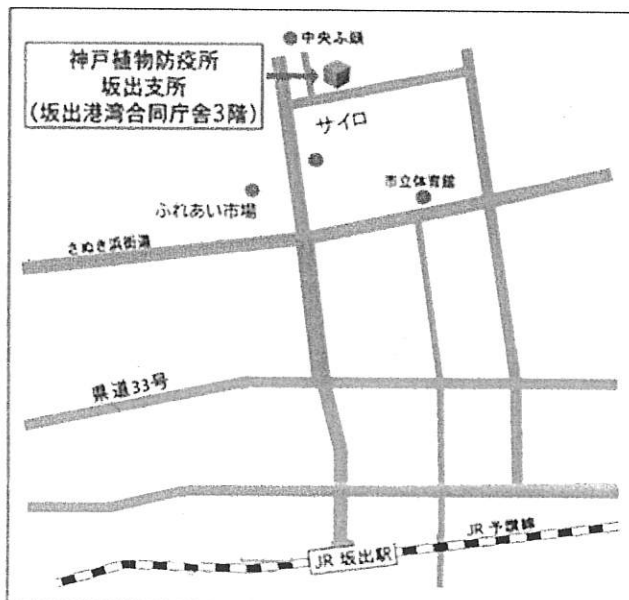 中央ふ頭
神戸植物防疫所
坂出支所
(坂出港湾合同庁舎3階)
サイロ
市立体育館
ふれあい市場
さぬき浜街道
県道33号
JR 予讃線
JR 坂出駅